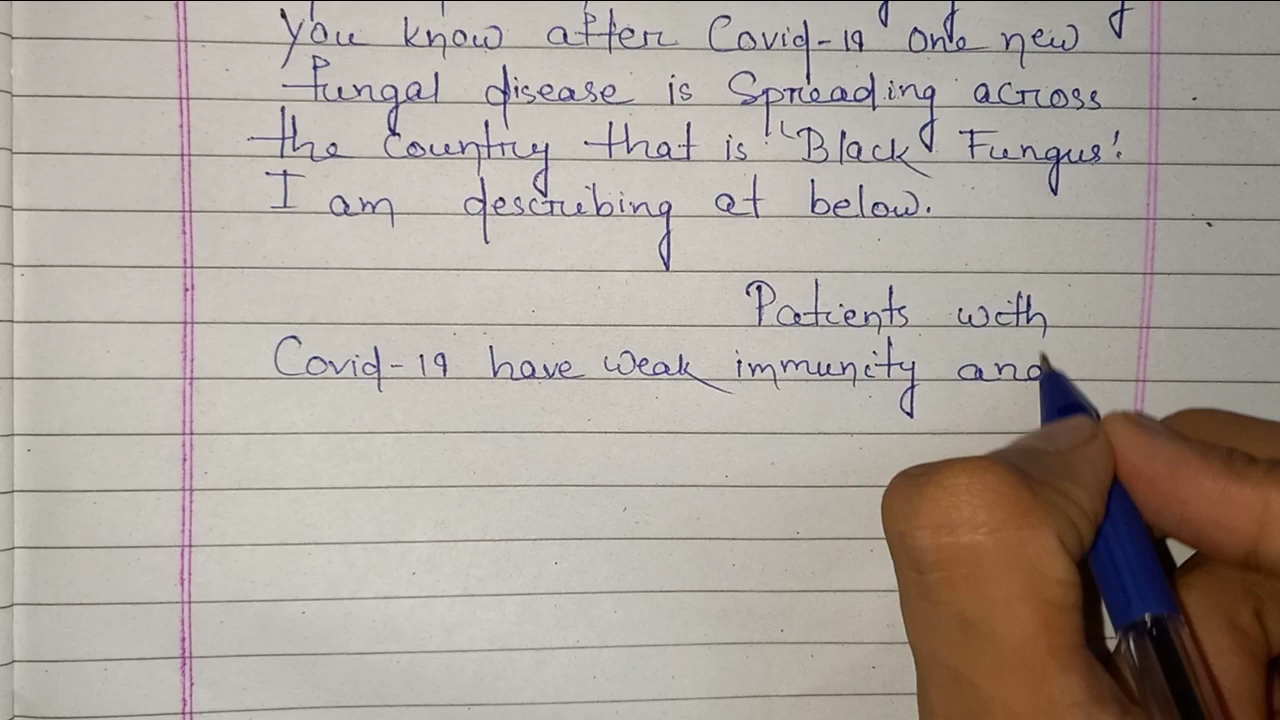 you know after Covid-19 one new
fungal disease is Spreading across
the Country that is "Black Fungus'.
I am describing at below.
Patients with
Covid-19 have weak immunity and